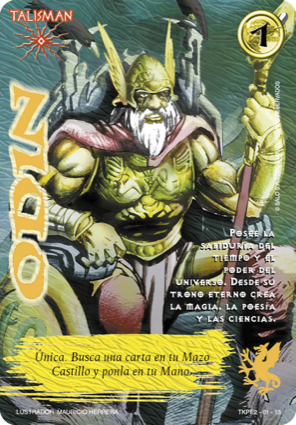 TALISMAN
1
ODIN
POSEE LA
SABIDURÍA DEL
TIEMPO Y EL
PODER DEL
UNIVERSO. DESDE SU
TRONO ETERNO CREA
LA MAGIA, LA POESÍA
Y LAS CIENCIAS.
Única. Busca una carta en tu Mazo
Castillo y ponla en tu Mano.
ILUSTRADOR MAURICIO HERRERA
TKPE2 - 01 - 13